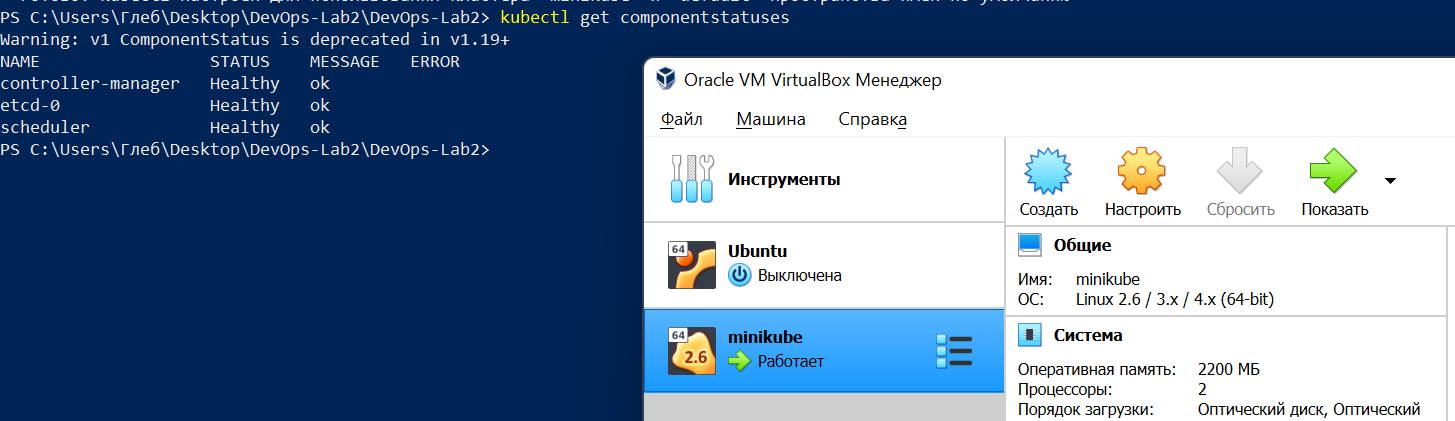 PS C:\Users\Глеб\Desktop\DevOps-Lab2\DevOps-Lab2> kubectl get componentstatuses
Warning: v1 ComponentStatus is deprecated in v1.19+
NAME STATUS MESSAGE ERROR
controller-manager Healthy ok
etcd-0 Healthy ok
scheduler Healthy ok
PS C:\Users\Глеб\Desktop\DevOps-Lab2\DevOps-Lab2>
Oracle VM VirtualBox Менеджер
Файл Машина Справка
Инструменты
64
Ubuntu
Выключена
64
2.6
minikube
Работает
Создать Настроить Сбросить Показать
Общие
Имя: minikube
ОС: Linux 2.6 / 3.x / 4.x (64-bit)
Система
Оперативная память: 2200 МБ
Процессоры: 2
Порядок загрузки: Оптический диск, Оптический